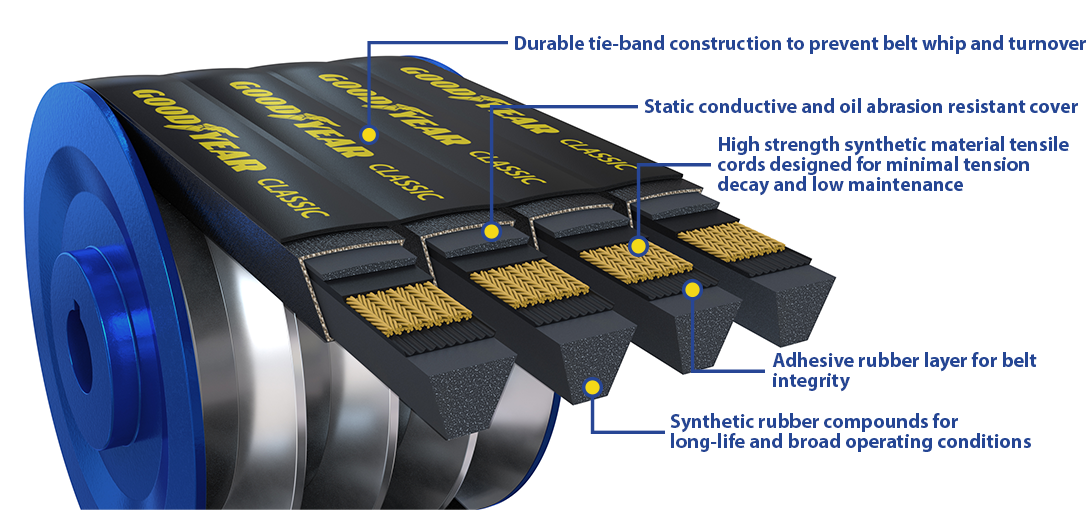 Durable tie-band construction to prevent belt whip and turnover
Static conductive and oil abrasion resistant cover
High strength synthetic material tensile
cords designed for minimal tension
decay and low maintenance
Adhesive rubber layer for belt
integrity
Synthetic rubber compounds for
long-life and broad operating conditions
GOODYEAR CLASSIC
GOODYEAR CLASSIC
GOODYEAR CLASSIC
GOODYEAR CLASSIC